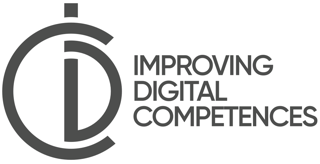 IMPROVING
DIGITAL
COMPETENCES